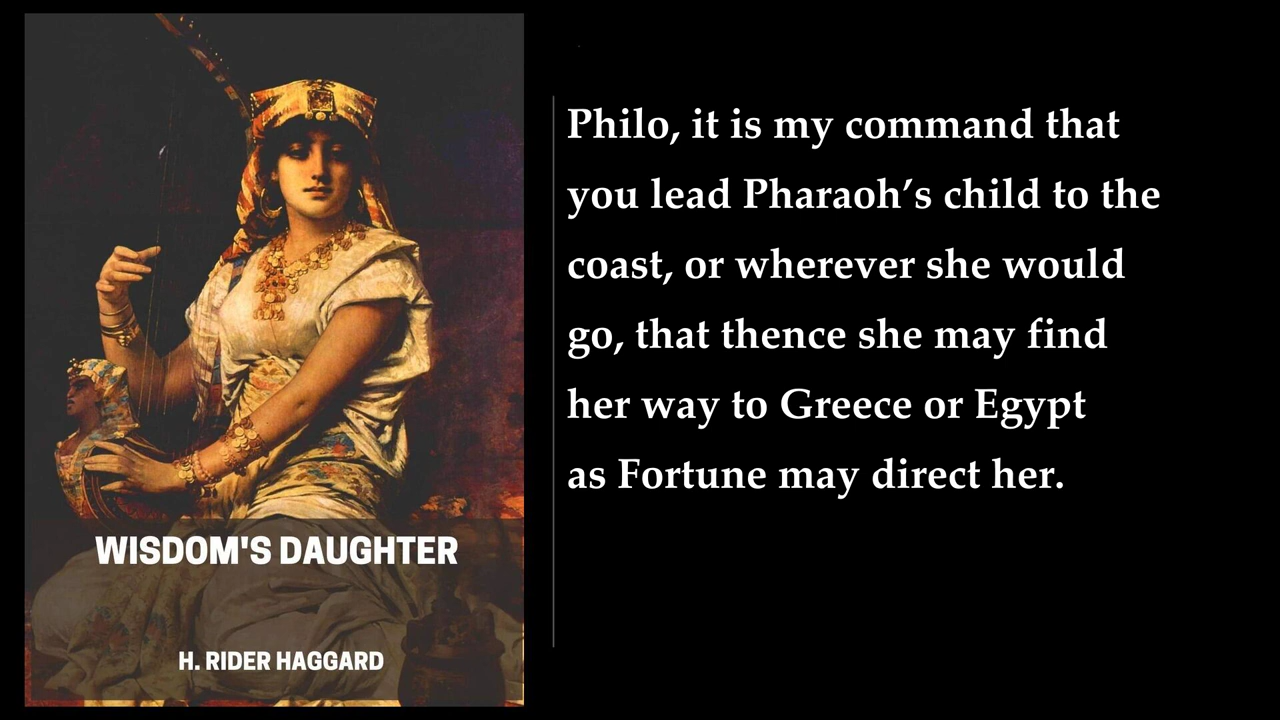 WISDOM'S DAUGHTER
H. RIDER HAGGARD
Philo, it is my command that
you lead Pharaoh’s child to the
coast, or wherever she would
go, that thence she may find
her way to Greece or Egypt
as Fortune may direct her.